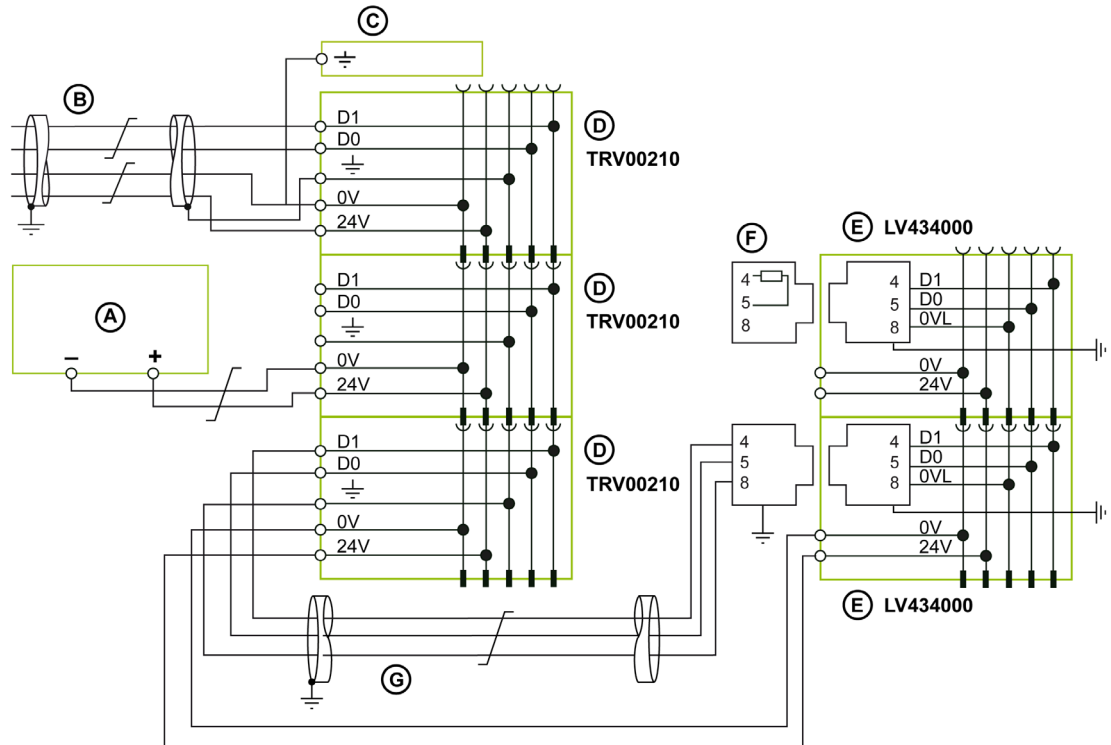 C
B
D1
D0
0V
24V
D
TRV00210
A
−
+
D1
D0
0V
24V
D
TRV00210
D1
D0
0V
24V
D
TRV00210
G
F
4
5
8
E LV434000
4 D1
5 D0
8 0VL
0V
24V
4
5
8
4 D1
5 D0
8 0VL
0V
24V
E LV434000